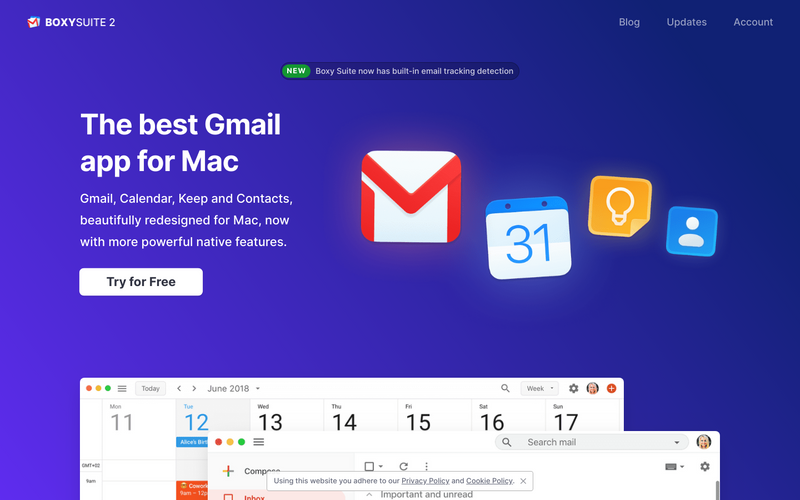 BOXYSUITE 2
Blog
Updates
Account
NEW Boxy Suite now has built-in email tracking detection
The best Gmail
app for Mac
Gmail, Calendar, Keep and Contacts,
beautifully redesigned for Mac, now
with more powerful native features.
Try for Free
31
Today
June 2018
Week
Mon
Tue
Wed
Thu
Fri
Sat
Sun
11
12
13
14
15
16
17
Alice's Birt
GMT+02
9am
Cowork
9am – 12p
Search mail
Compose
Inbox
Important and unread
Using this website you adhere to our Privacy Policy and Cookie Policy.